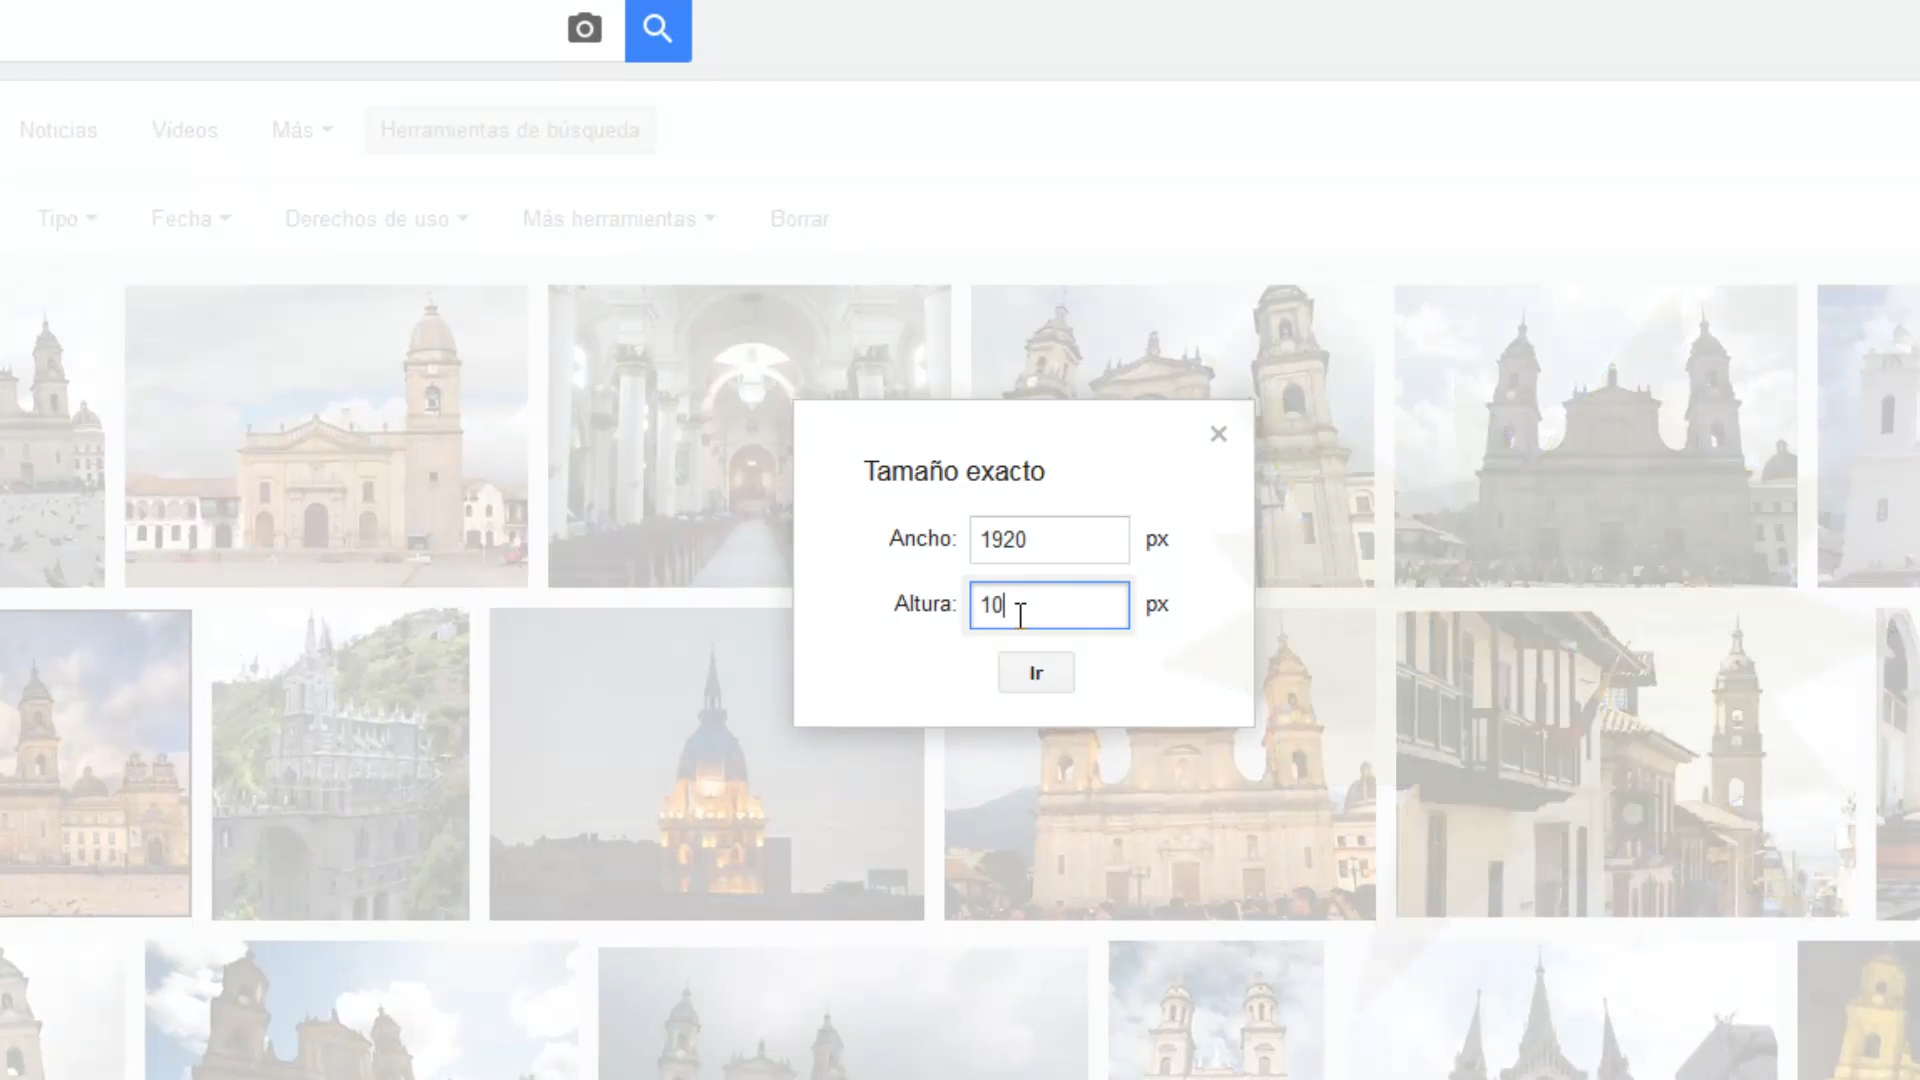 Noticias Vídeos Más Herramientas de búsqueda
Tipo Fecha Derechos de uso Más herramientas Borrar
Tamaño exacto
Ancho: 1920 px
Altura: 10 px
Ir